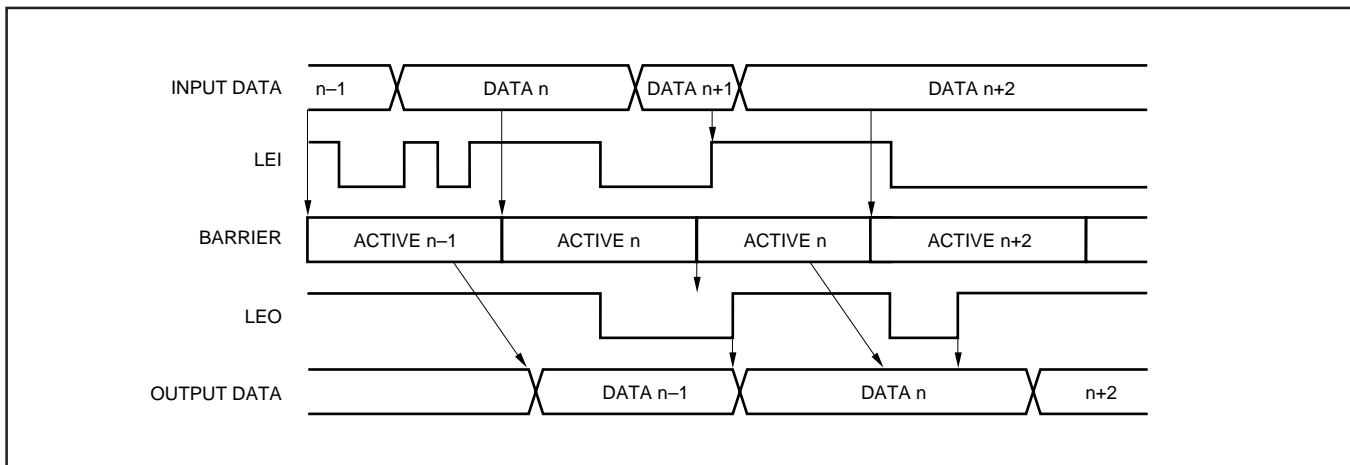 INPUT DATA n–1 DATA n DATA n+1 DATA n+2
LEI
BARRIER ACTIVE n–1 ACTIVE n ACTIVE n ACTIVE n+2
LEO
OUTPUT DATA DATA n–1 DATA n n+2